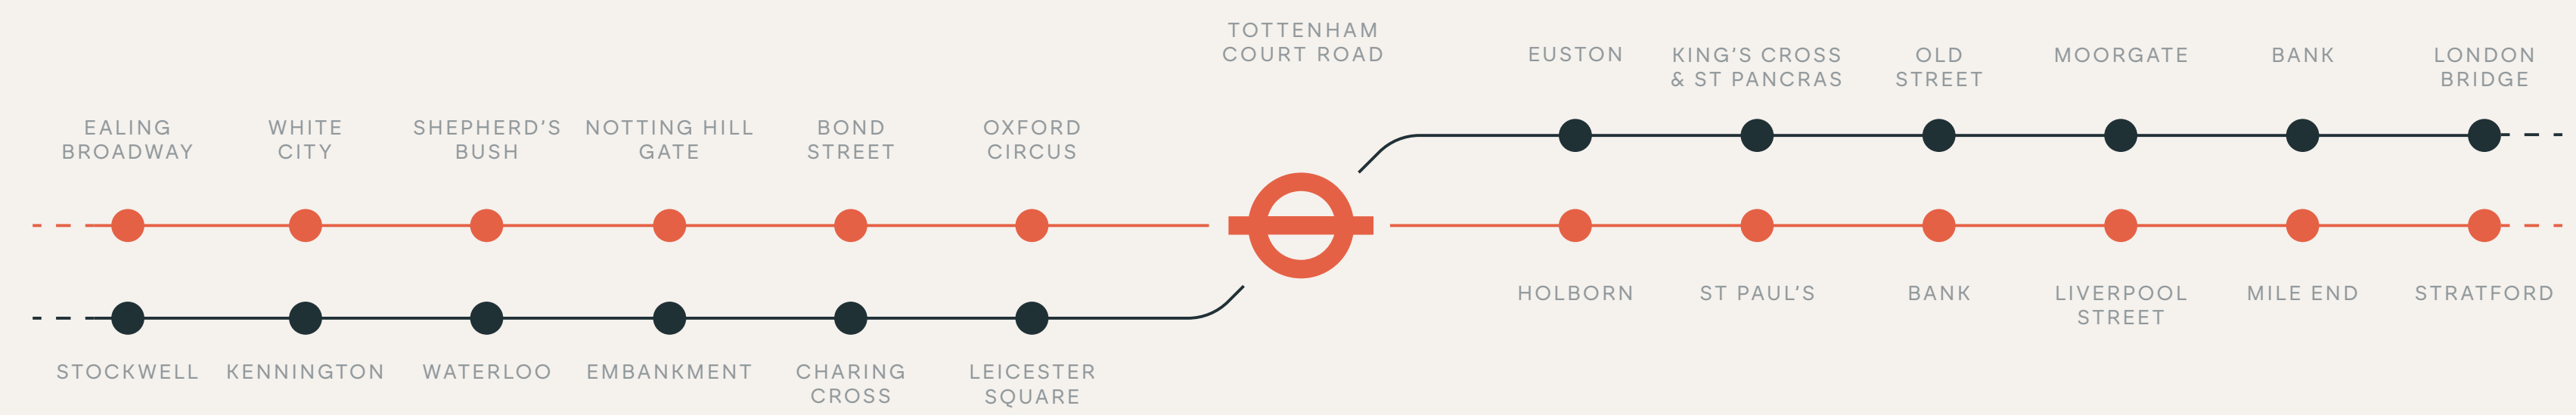 TOTTENHAM
COURT ROAD
EUSTON
KING'S CROSS
& ST PANCRAS
OLD
STREET
MOORGATE
BANK
LONDON
BRIDGE
EALING
BROADWAY
WHITE
CITY
SHEPHERD'S
BUSH
NOTTING HILL
GATE
BOND
STREET
OXFORD
CIRCUS
HOLBORN
ST PAUL'S
BANK
LIVERPOOL
STREET
MILE END
STRATFORD
STOCKWELL
KENNINGTON
WATERLOO
EMBANKMENT
CHARING
CROSS
LEICESTER
SQUARE